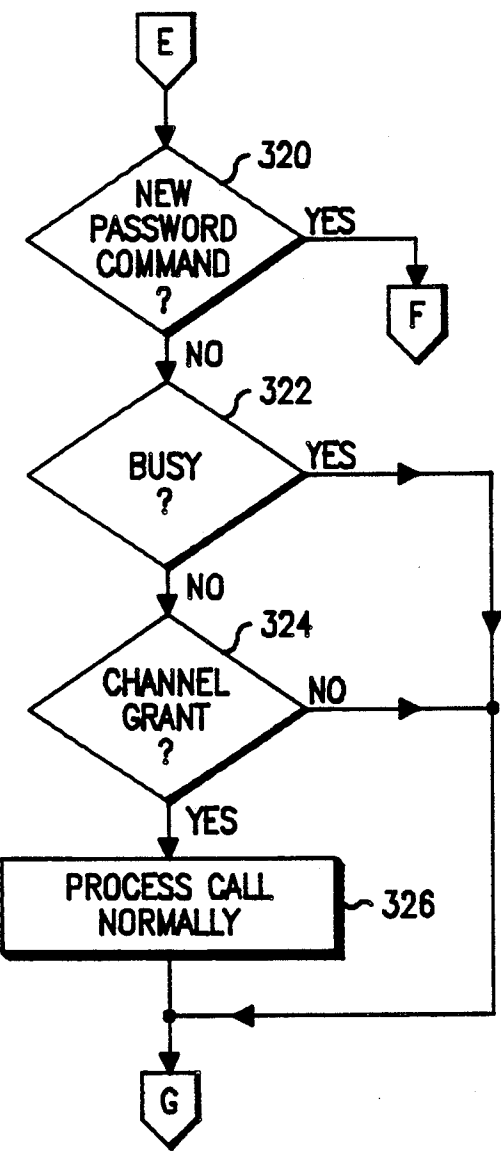 E
320
NEW
PASSWORD
COMMAND
?
YES
F
NO
322
BUSY
?
YES
NO
324
CHANNEL
GRANT
?
NO
YES
PROCESS CALL
NORMALLY
326
G